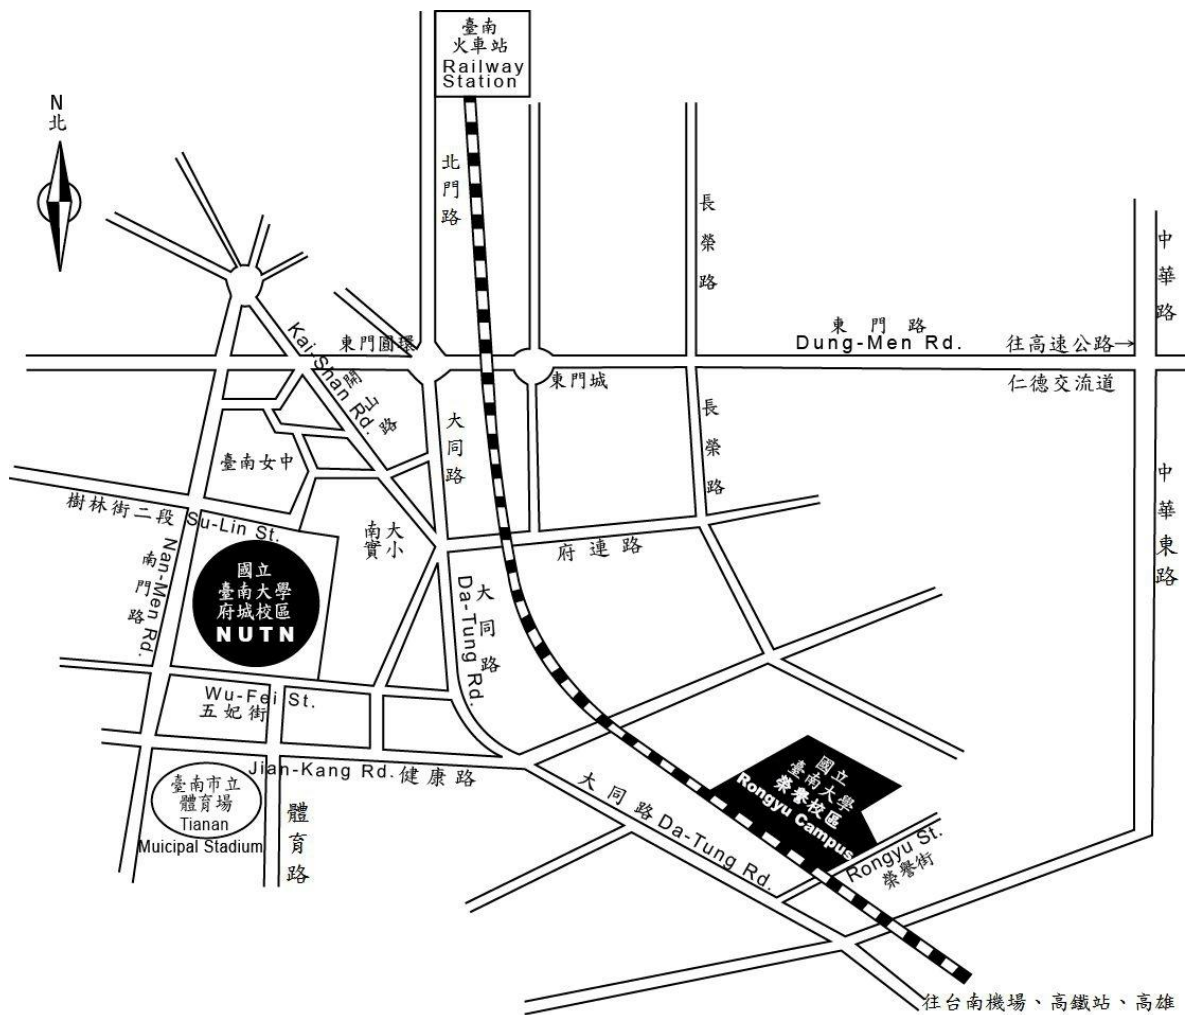 臺南
火車站
Railway
Station
N
北
北門路
長榮路
中華路
東門路
Dung-Men Rd.
往高速公路→
仁德交流道
Kai-Shan Rd.
開山路
東門圓環
東門城
大同路
長榮路
中華東路
臺南女中
樹林街二段
Su-Lin St.
南大
實小
府連路
Nan-Men Rd.
南門路
國立
臺南大學
府城校區
NUTN
Da-Tung Rd.
大同路
Wu-Fei St.
五妃街
Jian-Kang Rd. 健康路
臺南市立
體育場
Tianan
Muicipal Stadium
體育路
大同路 Da-Tung Rd.
國立
臺南大學
榮譽校區
Rongyu Campus
Rongyu St.
榮譽街
往台南機場、高鐵站、高雄